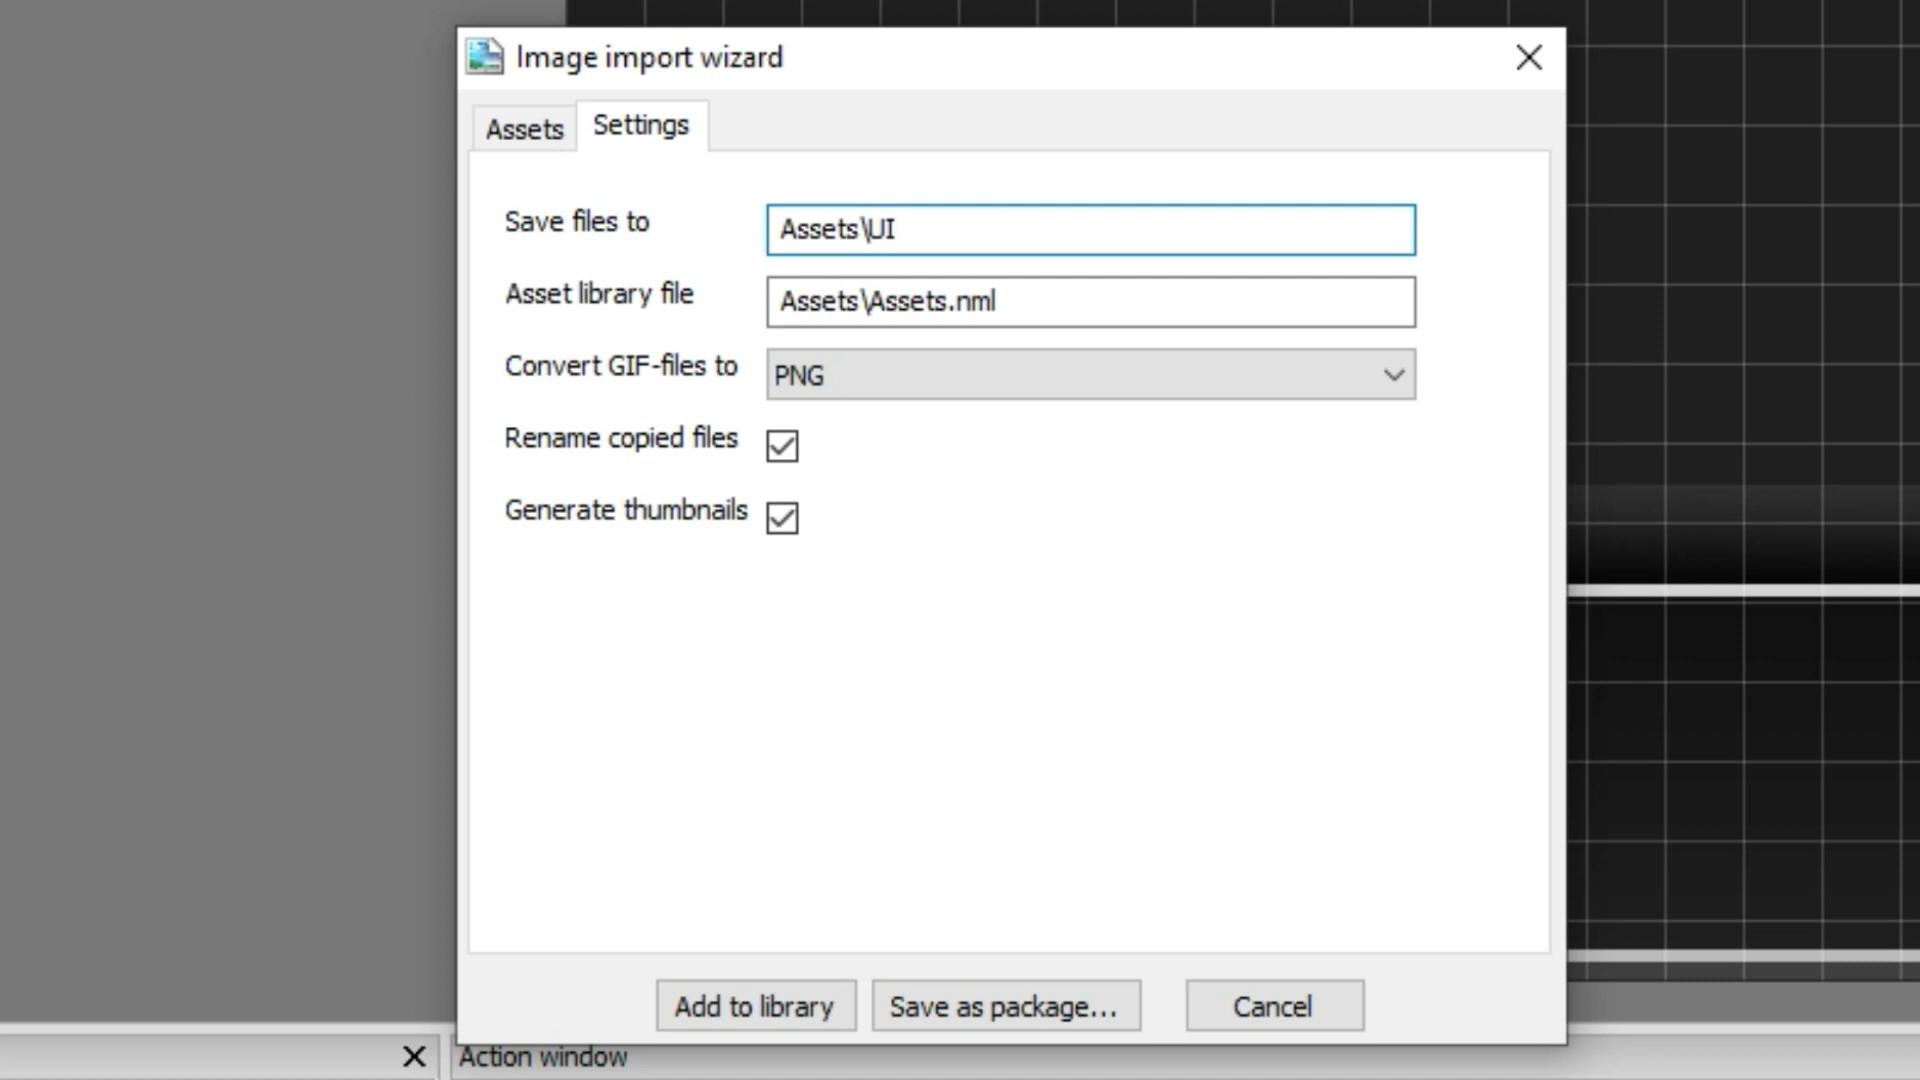 Image import wizard
Assets
Settings
Save files to
Assets\UI
Asset library file
Assets\Assets.nml
Convert GIF-files to
PNG
Rename copied files
Generate thumbnails
Add to library
Save as package...
Cancel
Action window